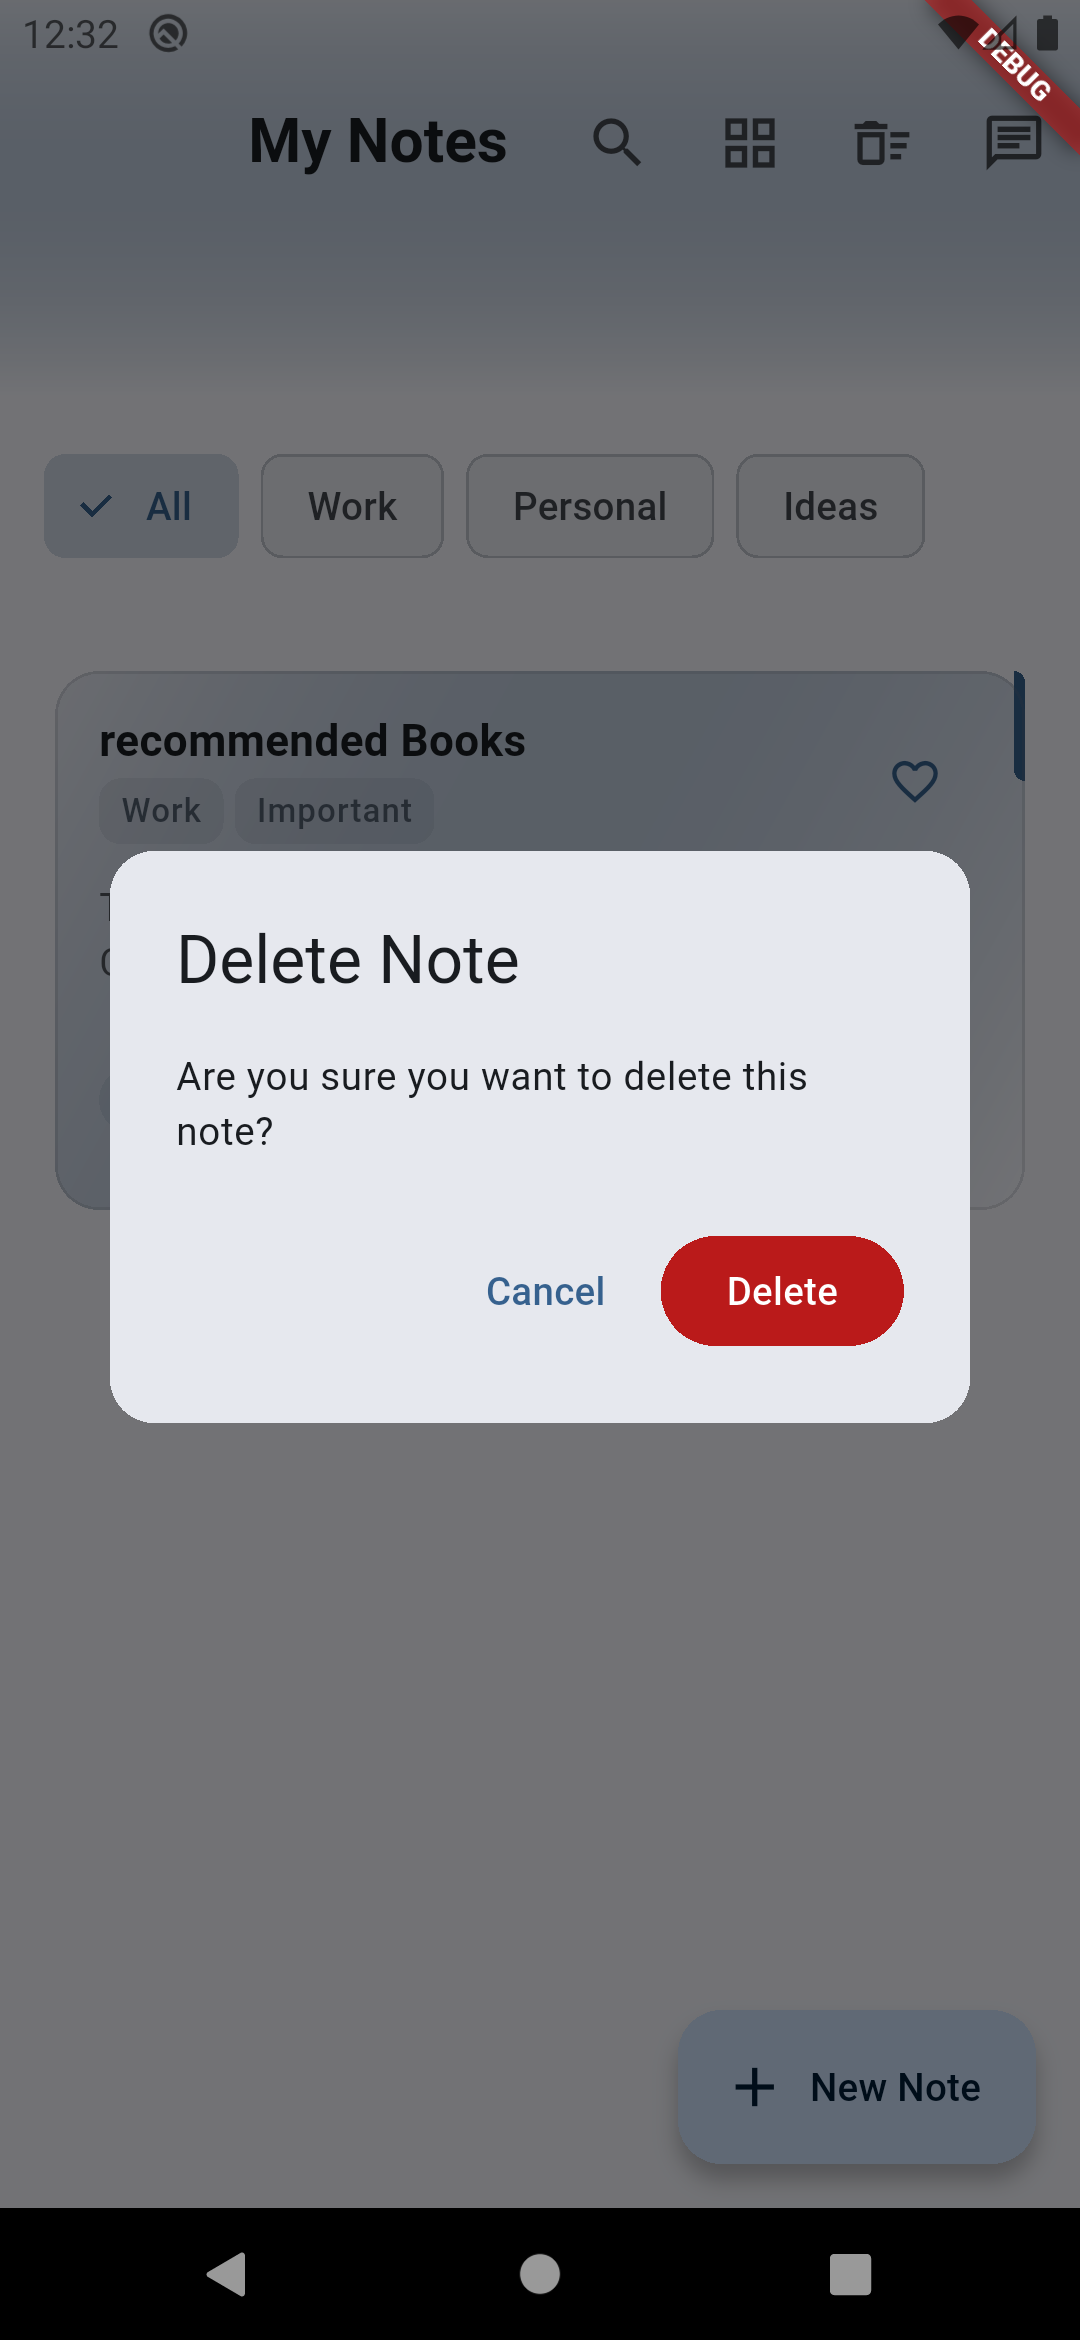 12:32
DEBUG
My Notes
All Work Personal Ideas
recommended Books
Work Important
Delete Note
Are you sure you want to delete this
note?
Cancel Delete
New Note